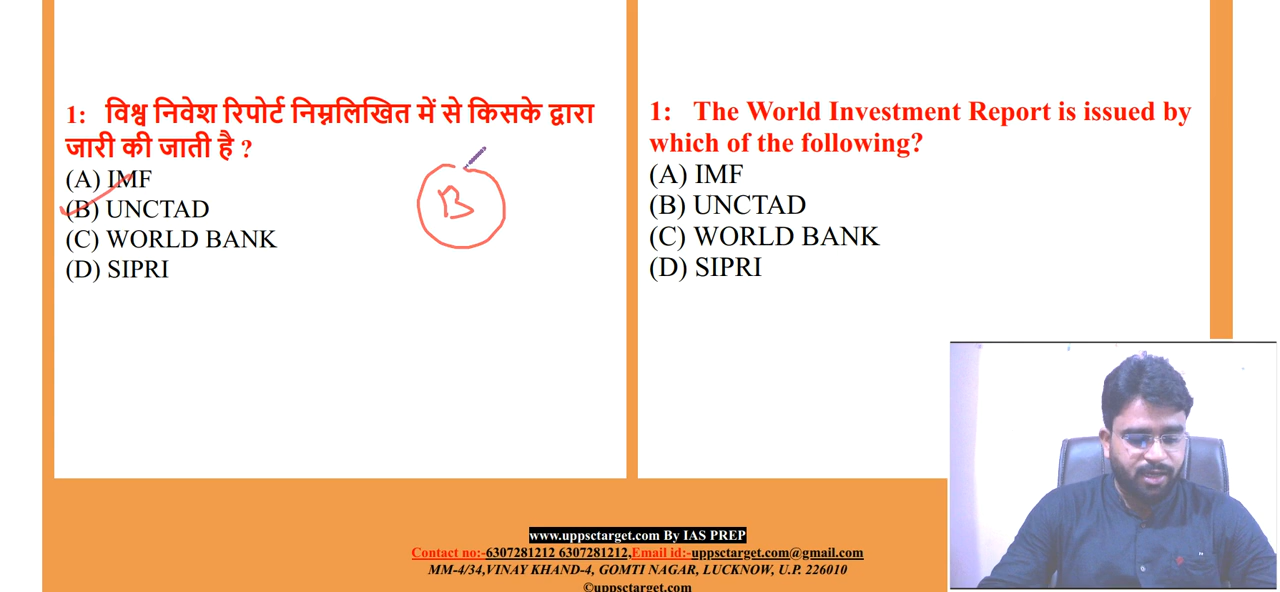 1: विश्व निवेश रिपोर्ट निम्नलिखित में से किसके द्वारा
जारी की जाती है ?
(A) IMF
(B) UNCTAD
(C) WORLD BANK
(D) SIPRI
B
1: The World Investment Report is issued by
which of the following?
(A) IMF
(B) UNCTAD
(C) WORLD BANK
(D) SIPRI
www.uppsctarget.com By IAS PREP
Contact no:-6307281212 6307281212,Email id:-uppsctarget.com@gmail.com
MM-4/34,VINAY KHAND-4, GOMTI NAGAR, LUCKNOW, U.P. 226010
©uppsctarget.com